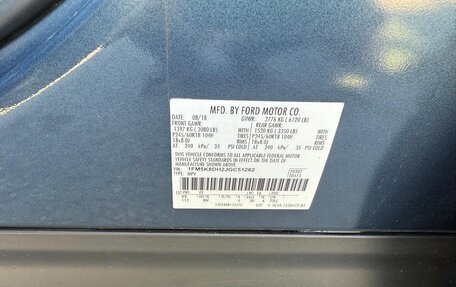 MFD. BY FORD MOTOR CO.
DATE: 08/18 GVWR: 2776 KG (6120 LB)
FRONT GAWR: REAR GAWR:
1397 KG (3080 LB) 1520 KG (3350 LB)
P245/60R18 104H TIRES P245/60R18 104H TIRES
18x8.0J RIMS 18x8.0J RIMS
AT 240 kPa/ 35 PSI COLD AT 240 kPa/ 35 PSI COLD
THIS VEHICLE CONFORMS TO ALL APPLICABLE FEDERAL MOTOR
VEHICLE SAFETY STANDARDS IN EFFECT ON THE DATE OF MANUFACTURE
SHOWN ABOVE.
VIN: 1FM5K8DH2JGC51282
TYPE: MPV